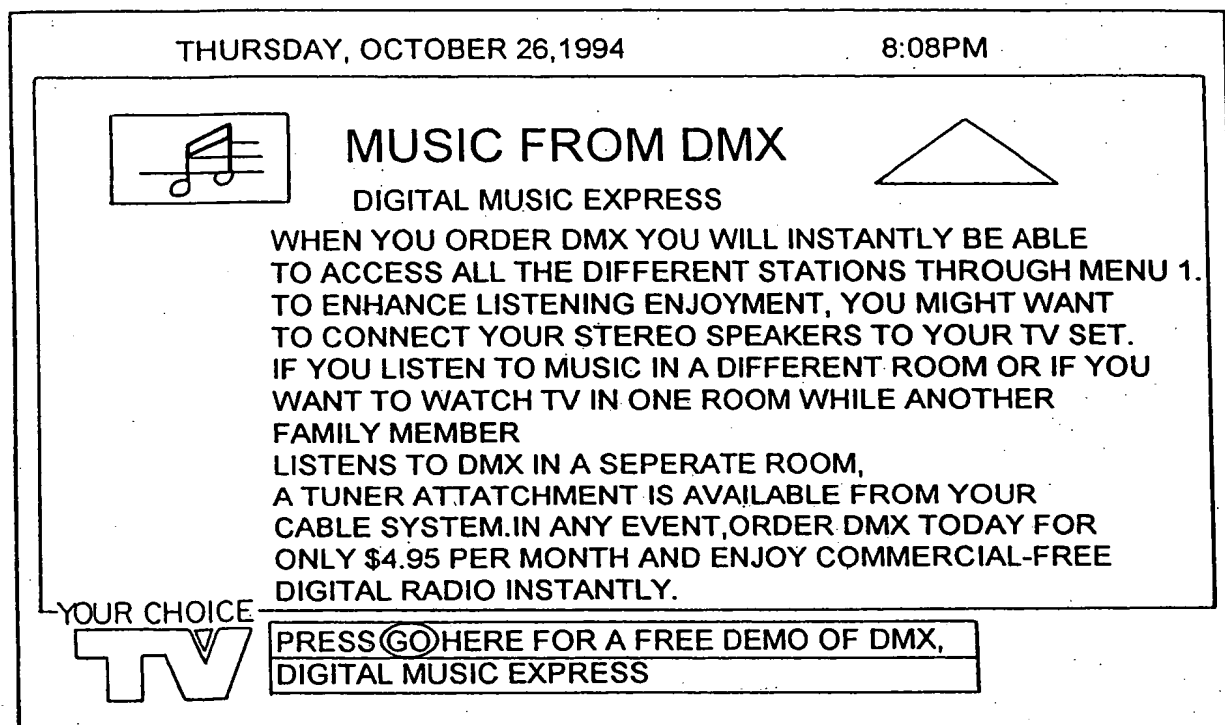 THURSDAY, OCTOBER 26,1994 8:08PM
MUSIC FROM DMX
DIGITAL MUSIC EXPRESS
WHEN YOU ORDER DMX YOU WILL INSTANTLY BE ABLE
TO ACCESS ALL THE DIFFERENT STATIONS THROUGH MENU 1.
TO ENHANCE LISTENING ENJOYMENT, YOU MIGHT WANT
TO CONNECT YOUR STEREO SPEAKERS TO YOUR TV SET.
IF YOU LISTEN TO MUSIC IN A DIFFERENT ROOM OR IF YOU
WANT TO WATCH TV IN ONE ROOM WHILE ANOTHER
FAMILY MEMBER
LISTENS TO DMX IN A SEPERATE ROOM,
A TUNER ATTATCHMENT IS AVAILABLE FROM YOUR
CABLE SYSTEM.IN ANY EVENT,ORDER DMX TODAY FOR
ONLY $4.95 PER MONTH AND ENJOY COMMERCIAL-FREE
DIGITAL RADIO INSTANTLY.
YOUR CHOICE
TV
PRESS GO HERE FOR A FREE DEMO OF DMX,
DIGITAL MUSIC EXPRESS